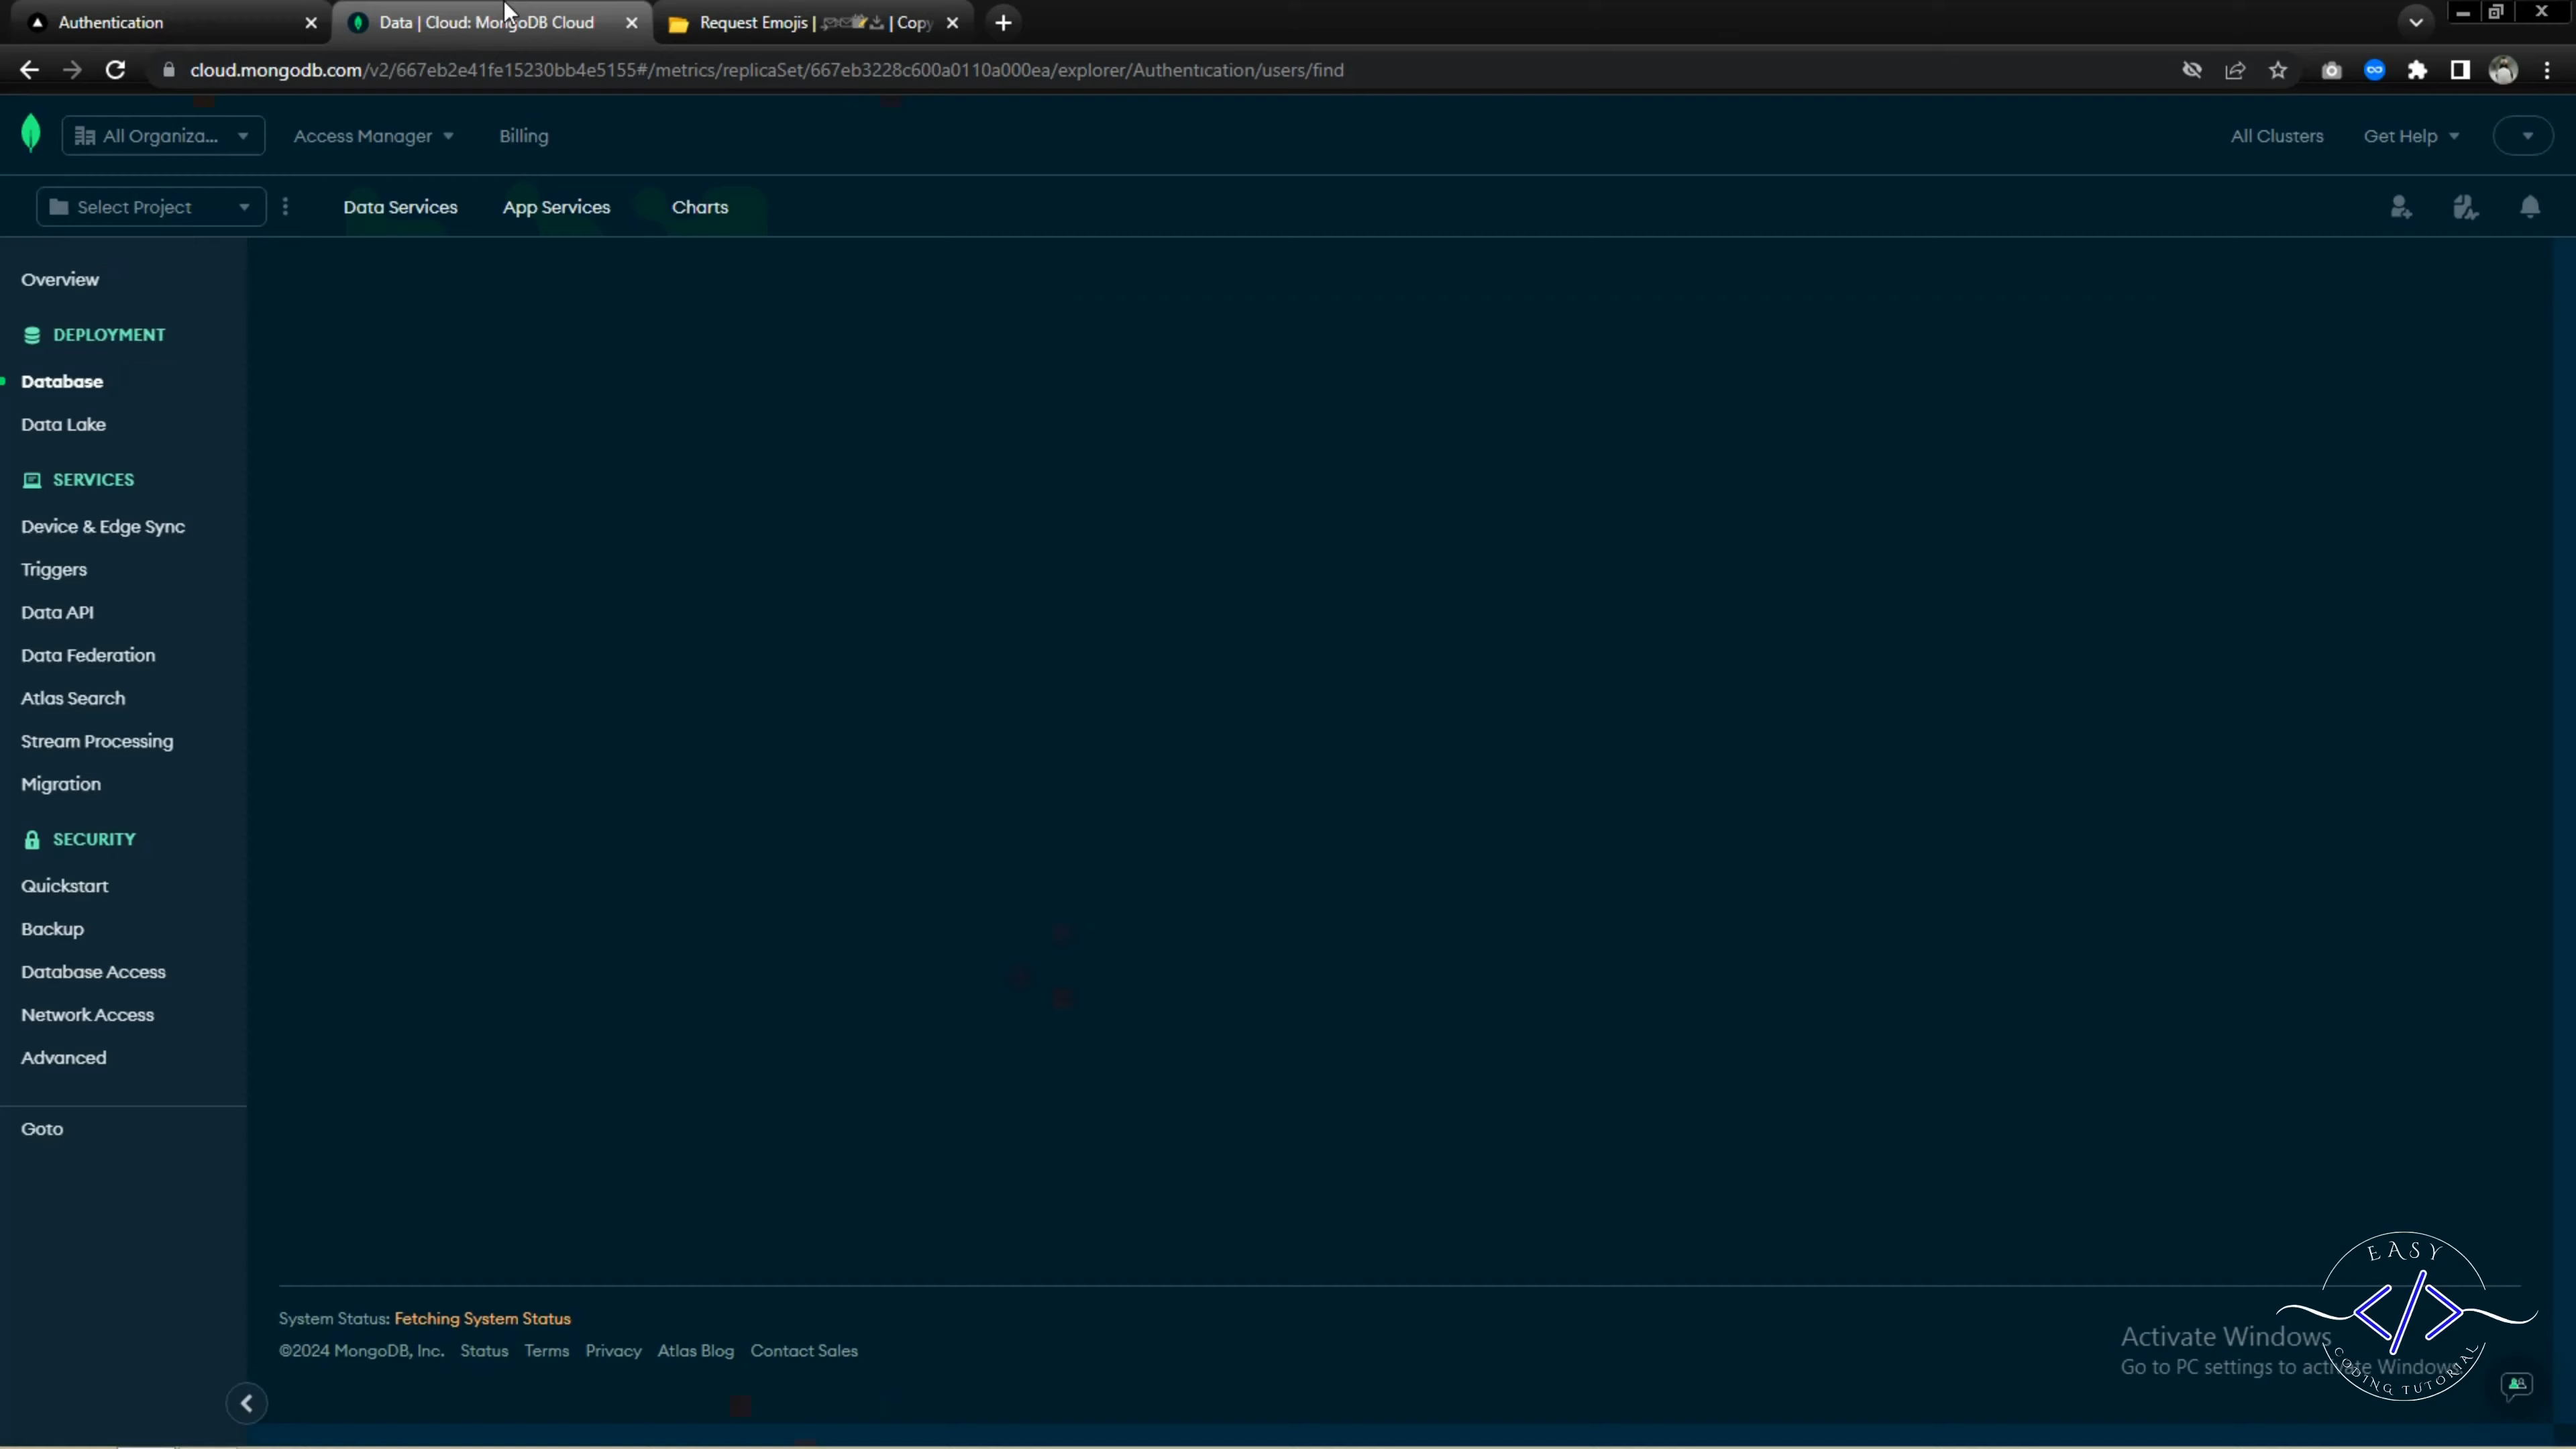 Authentication
Data | Cloud: MongoDB Cloud
Request Emojis | Copy
cloud.mongodb.com/v2/667eb2e41fe15230bb4e5155#/metrics/replicaSet/667eb3228c600a0110a000ea/explorer/Authentication/users/find
All Organiza...
Access Manager
Billing
All Clusters
Get Help
Select Project
Data Services
App Services
Charts
Overview
DEPLOYMENT
Database
Data Lake
SERVICES
Device & Edge Sync
Triggers
Data API
Data Federation
Atlas Search
Stream Processing
Migration
SECURITY
Quickstart
Backup
Database Access
Network Access
Advanced
Goto
System Status: Fetching System Status
©2024 MongoDB, Inc. Status Terms Privacy Atlas Blog Contact Sales
Activate Windows
Go to PC settings to activate Windows.
EASY
CODING TUTORIAL